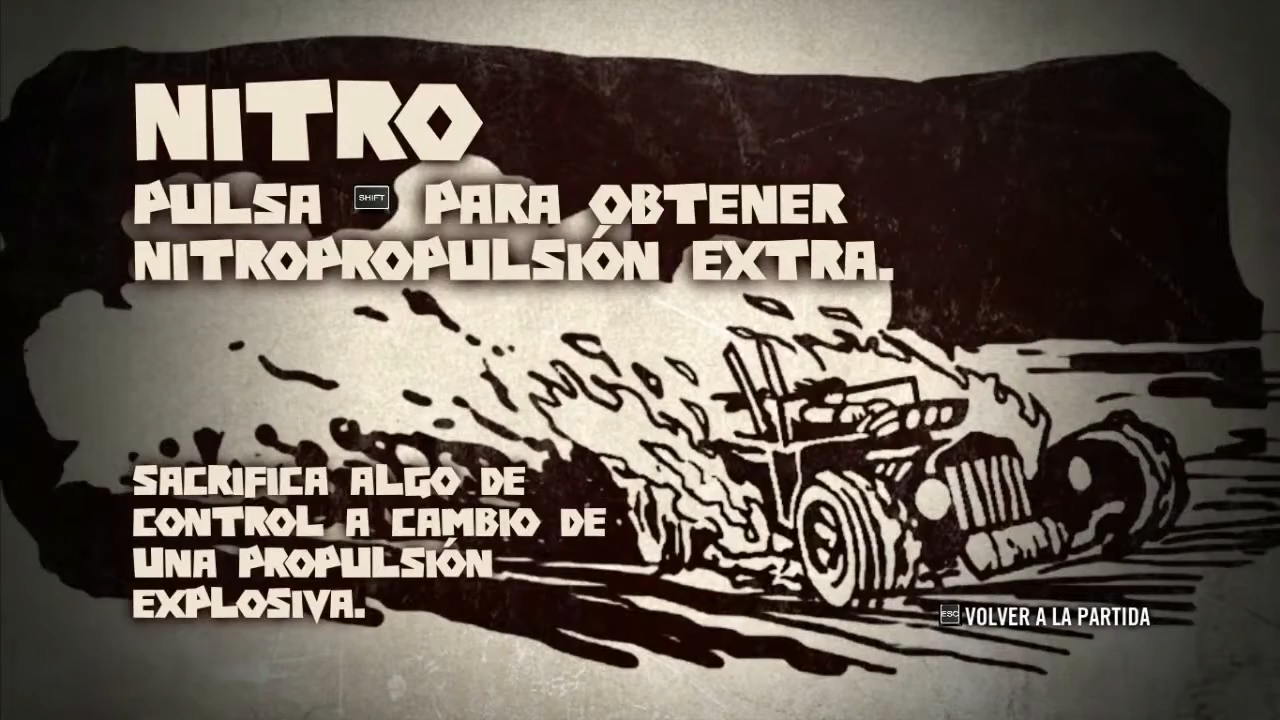 NITRO
PULSA SHIFT PARA OBTENER
NITROPROPULSIÓN EXTRA.
SACRIFICA ALGO DE
CONTROL A CAMBIO DE
UNA PROPULSIÓN
EXPLOSIVA.
ESC VOLVER A LA PARTIDA